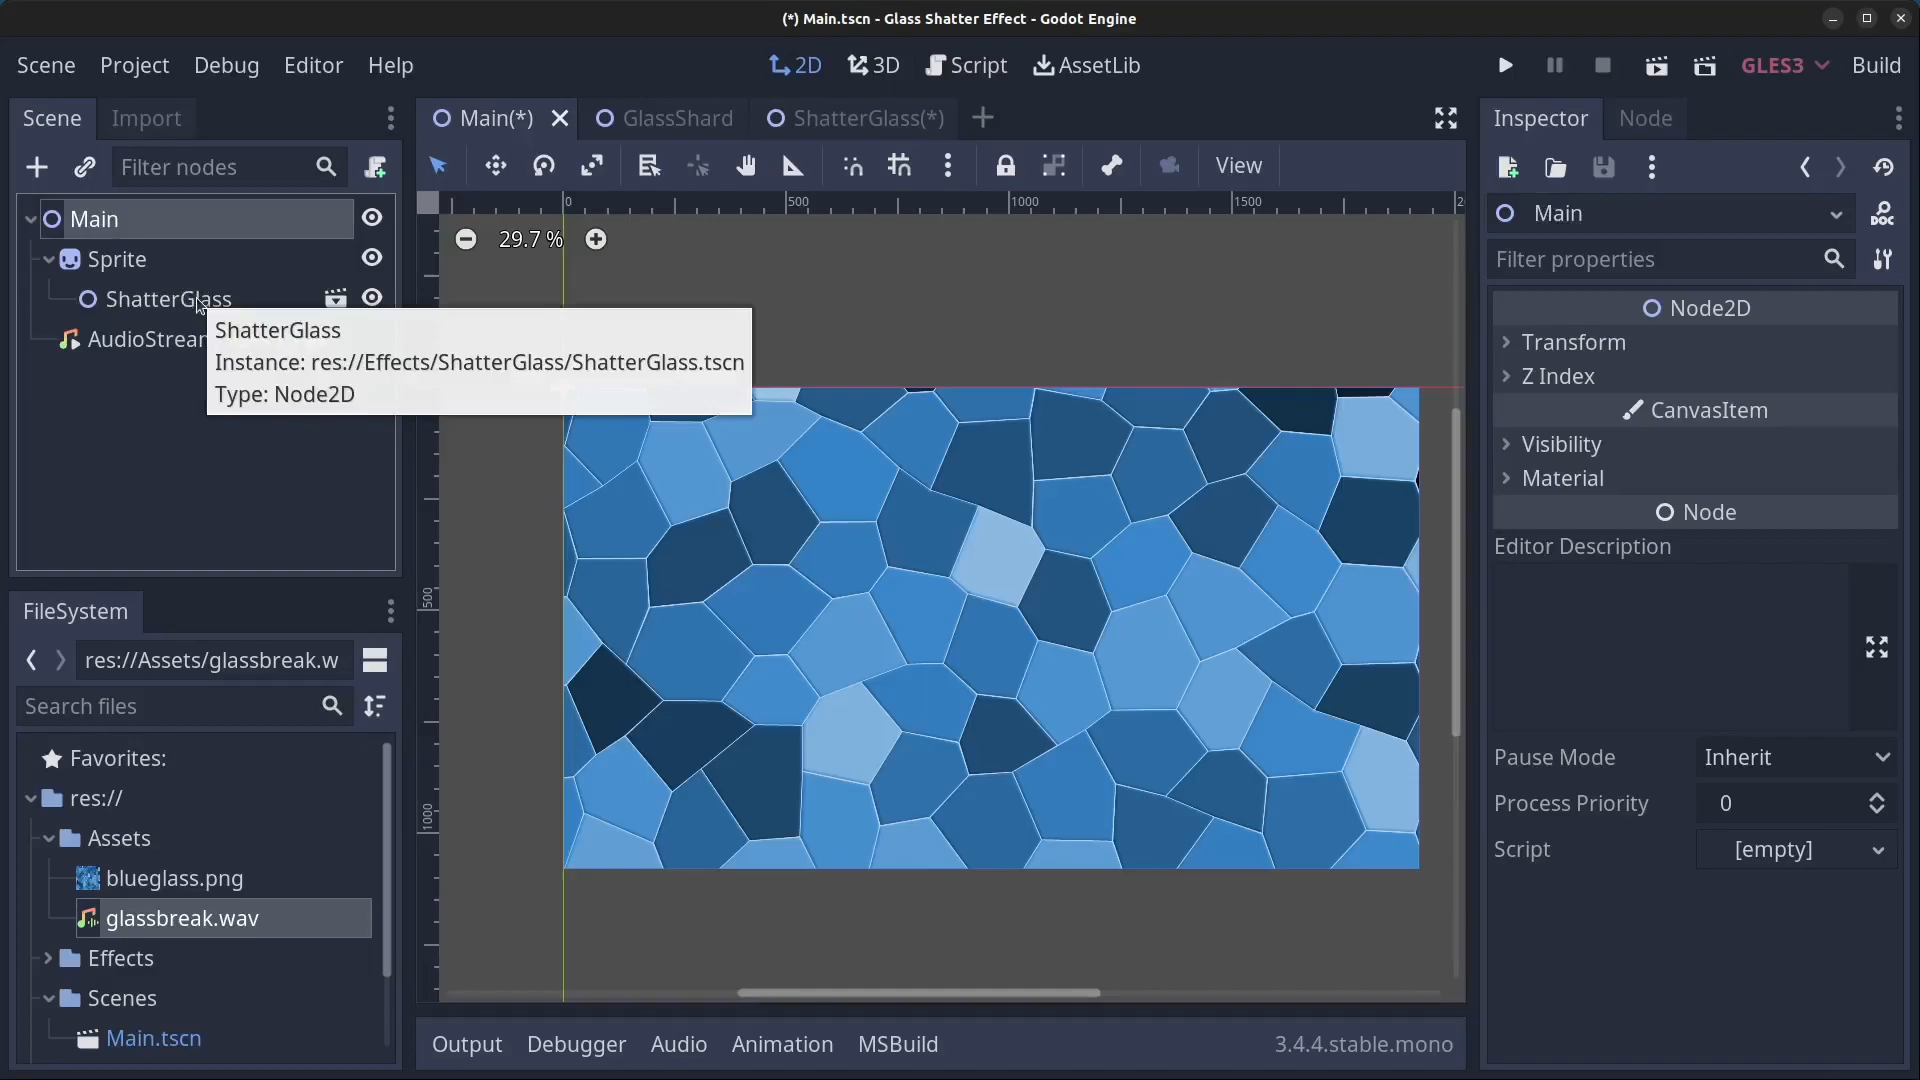 (*) Main.tscn - Glass Shatter Effect - Godot Engine
Scene Project Debug Editor Help
2D 3D Script AssetLib
GLES3 Build
Scene Import
Main(*) GlassShard ShatterGlass(*)
Inspector Node
Filter nodes
View
Main
Sprite
ShatterGlass
AudioStrear
ShatterGlass
Instance: res://Effects/ShatterGlass/ShatterGlass.tscn
Type: Node2D
0 500 1000 1500 2
29.7 %
500
1000
Main
DOC
Filter properties
Node2D
Transform
Z Index
CanvasItem
Visibility
Material
Node
Editor Description
Pause Mode Inherit
Process Priority 0
Script [empty]
FileSystem
res://Assets/glassbreak.w
Search files
Favorites:
res://
Assets
blueglass.png
glassbreak.wav
Effects
Scenes
Main.tscn
Output Debugger Audio Animation MSBuild
3.4.4.stable.mono